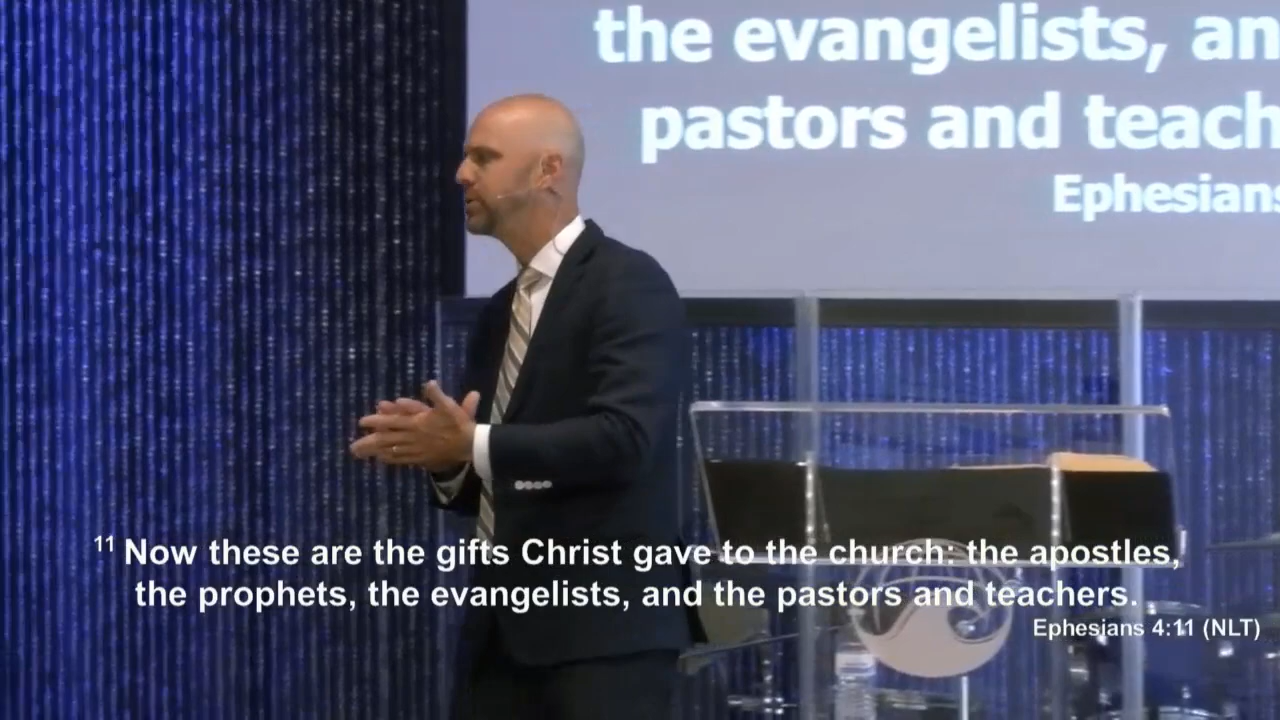 the evangelists, an
pastors and teach
Ephesians
11 Now these are the gifts Christ gave to the church: the apostles,
the prophets, the evangelists, and the pastors and teachers.
Ephesians 4:11 (NLT)